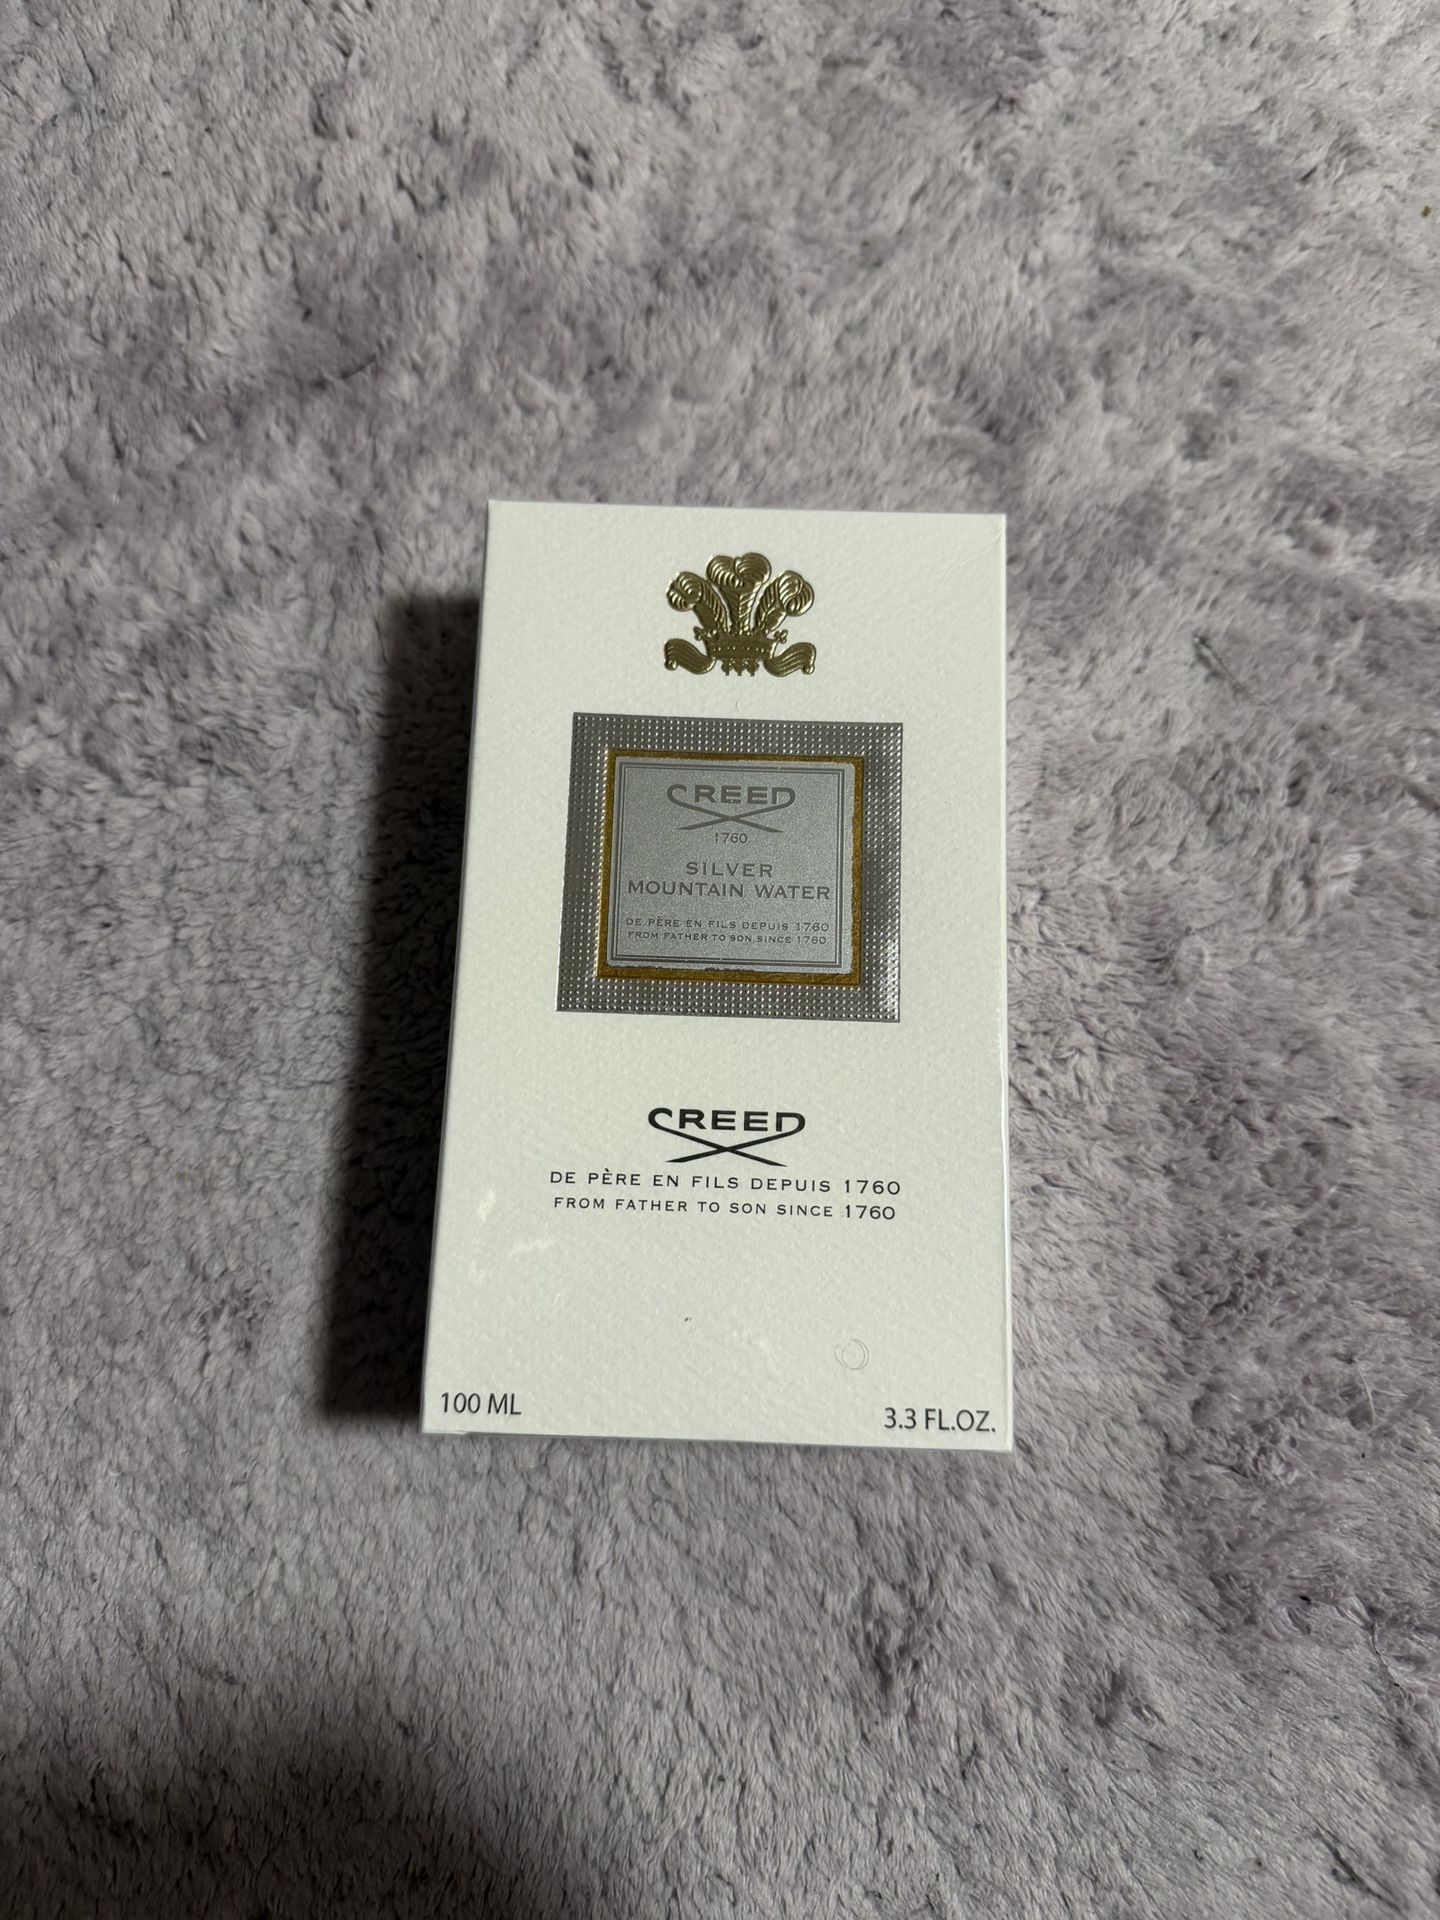 CREED
1760
SILVER
MOUNTAIN WATER
DE PÈRE EN FILS DEPUIS 1760
FROM FATHER TO SON SINCE 1760
CREED
DE PÈRE EN FILS DEPUIS 1760
FROM FATHER TO SON SINCE 1760
100 ML
3.3 FL.OZ.